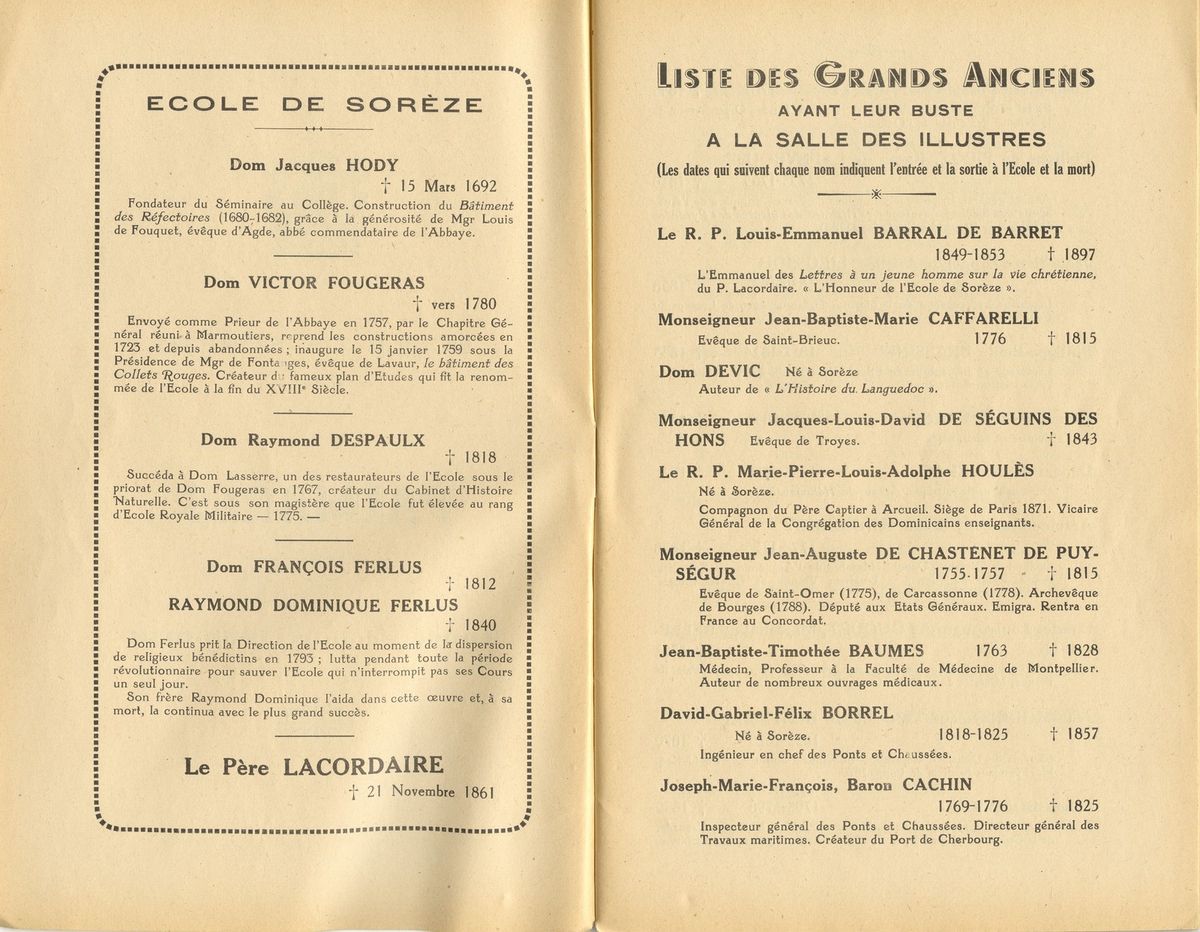 ECOLE DE SORÈZE
Dom Jacques HODY
† 15 Mars 1692
Fondateur du Séminaire au Collège. Construction du Bâtiment
des Réfectoires (1680-1682), grâce à la générosité de Mgr Louis
de Fouquet, évêque d'Agde, abbé commendataire de l'Abbaye.
Dom VICTOR FOUGERAS
† vers 1780
Envoyé comme Prieur de l'Abbaye en 1757, par le Chapitre Gé-
néral réuni à Marmoutiers, reprend les constructions amorcées en
1723 et depuis abandonnées ; inaugure le 15 janvier 1759 sous la
Présidence de Mgr de Fontanges, évêque de Lavaur, le bâtiment des
Collets Rouges. Créateur du fameux plan d'Etudes qui fit la renom-
mée de l'Ecole à la fin du XVIIIe Siècle.
Dom Raymond DESPAULX
† 1818
Succéda à Dom Lasserre, un des restaurateurs de l'Ecole sous le
priorat de Dom Fougeras en 1767, créateur du Cabinet d'Histoire
Naturelle. C'est sous son magistère que l'Ecole fut élevée au rang
d'Ecole Royale Militaire — 1775. —
Dom FRANÇOIS FERLUS
† 1812
RAYMOND DOMINIQUE FERLUS
† 1840
Dom Ferlus prit la Direction de l'Ecole au moment de la dispersion
de religieux bénédictins en 1793 ; lutta pendant toute la période
révolutionnaire pour sauver l'Ecole qui n'interrompit pas ses Cours
un seul jour.
Son frère Raymond Dominique l'aida dans cette œuvre et, à sa
mort, la continua avec le plus grand succès.
Le Père LACORDAIRE
† 21 Novembre 1861
LISTE DES GRANDS ANCIENS
AYANT LEUR BUSTE
A LA SALLE DES ILLUSTRES
(Les dates qui suivent chaque nom indiquent l'entrée et la sortie à l'Ecole et la mort)
Le R. P. Louis-Emmanuel BARRAL DE BARRET
1849-1853 † 1897
L'Emmanuel des Lettres à un jeune homme sur la vie chrétienne,
du P. Lacordaire. « L'Honneur de l'Ecole de Sorèze ».
Monseigneur Jean-Baptiste-Marie CAFFARELLI
Evêque de Saint-Brieuc. 1776 † 1815
Dom DEVIC Né à Sorèze
Auteur de « L'Histoire du Languedoc ».
Monseigneur Jacques-Louis-David DE SÉGUINS DES
HONS Evêque de Troyes. † 1843
Le R. P. Marie-Pierre-Louis-Adolphe HOULÈS
Né à Sorèze.
Compagnon du Père Captier à Arcueil. Siège de Paris 1871. Vicaire
Général de la Congrégation des Dominicains enseignants.
Monseigneur Jean-Auguste DE CHASTENET DE PUY-
SÉGUR 1755-1757 † 1815
Evêque de Saint-Omer (1775), de Carcassonne (1778). Archevêque
de Bourges (1788). Député aux Etats Généraux. Emigra. Rentra en
France au Concordat.
Jean-Baptiste-Timothée BAUMES 1763 † 1828
Médecin, Professeur à la Faculté de Médecine de Montpellier.
Auteur de nombreux ouvrages médicaux.
David-Gabriel-Félix BORREL
Né à Sorèze. 1818-1825 † 1857
Ingénieur en chef des Ponts et Chaussées.
Joseph-Marie-François, Baron CACHIN
1769-1776 † 1825
Inspecteur général des Ponts et Chaussées. Directeur général des
Travaux maritimes. Créateur du Port de Cherbourg.